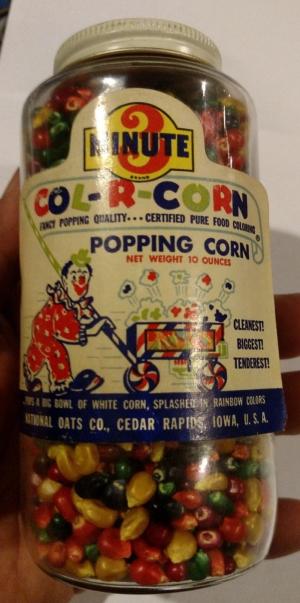 3
MINUTE
BRAND
COL-R-CORN
FANCY POPPING QUALITY--- CERTIFIED PURE FOOD COLORING
POPPING CORN
NET WEIGHT 10 OUNCES
CLEANEST!
BIGGEST!
TENDEREST!
A BIG BOWL OF WHITE CORN, SPLASHED IN RAINBOW COLORS
NATIONAL OATS CO., CEDAR RAPIDS, IOWA, U. S. A.